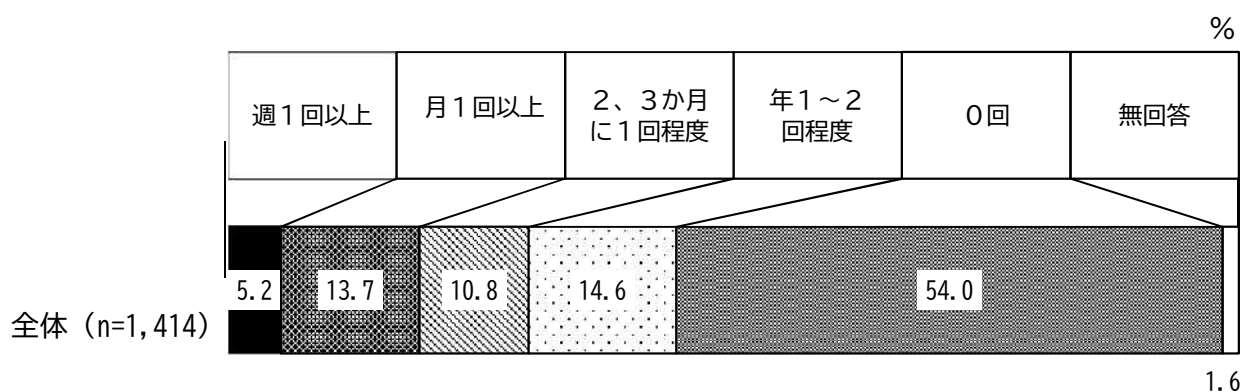 %
週1回以上
月1回以上
2、3か月
に1回程度
年1～2
回程度
0回
無回答
5.2
13.7
10.8
14.6
54.0
全体（n=1,414）
1.6